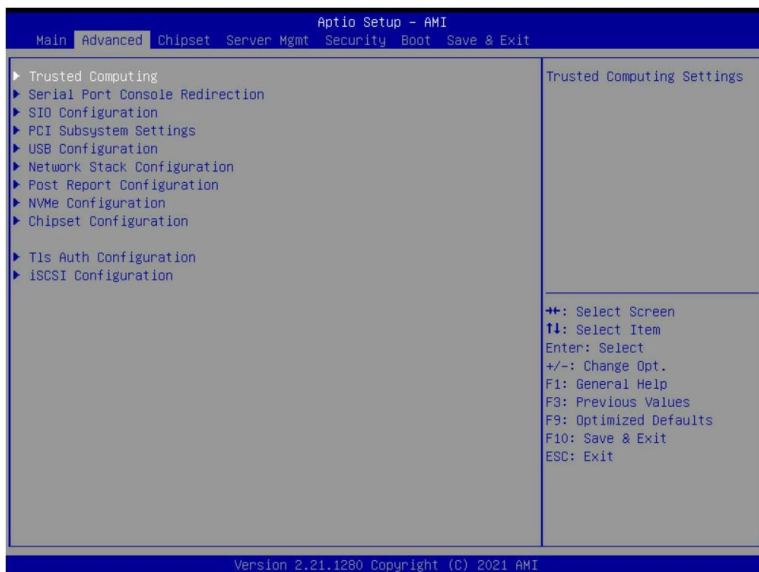 Aptio Setup – AMI
Main Advanced Chipset Server Mgmt Security Boot Save & Exit
▶ Trusted Computing
▶ Serial Port Console Redirection
▶ SIO Configuration
▶ PCI Subsystem Settings
▶ USB Configuration
▶ Network Stack Configuration
▶ Post Report Configuration
▶ NVMe Configuration
▶ Chipset Configuration
▶ Tls Auth Configuration
▶ iSCSI Configuration
Trusted Computing Settings
→←: Select Screen
↑↓: Select Item
Enter: Select
+/-: Change Opt.
F1: General Help
F3: Previous Values
F9: Optimized Defaults
F10: Save & Exit
ESC: Exit
Version 2.21.1280 Copyright (C) 2021 AMI